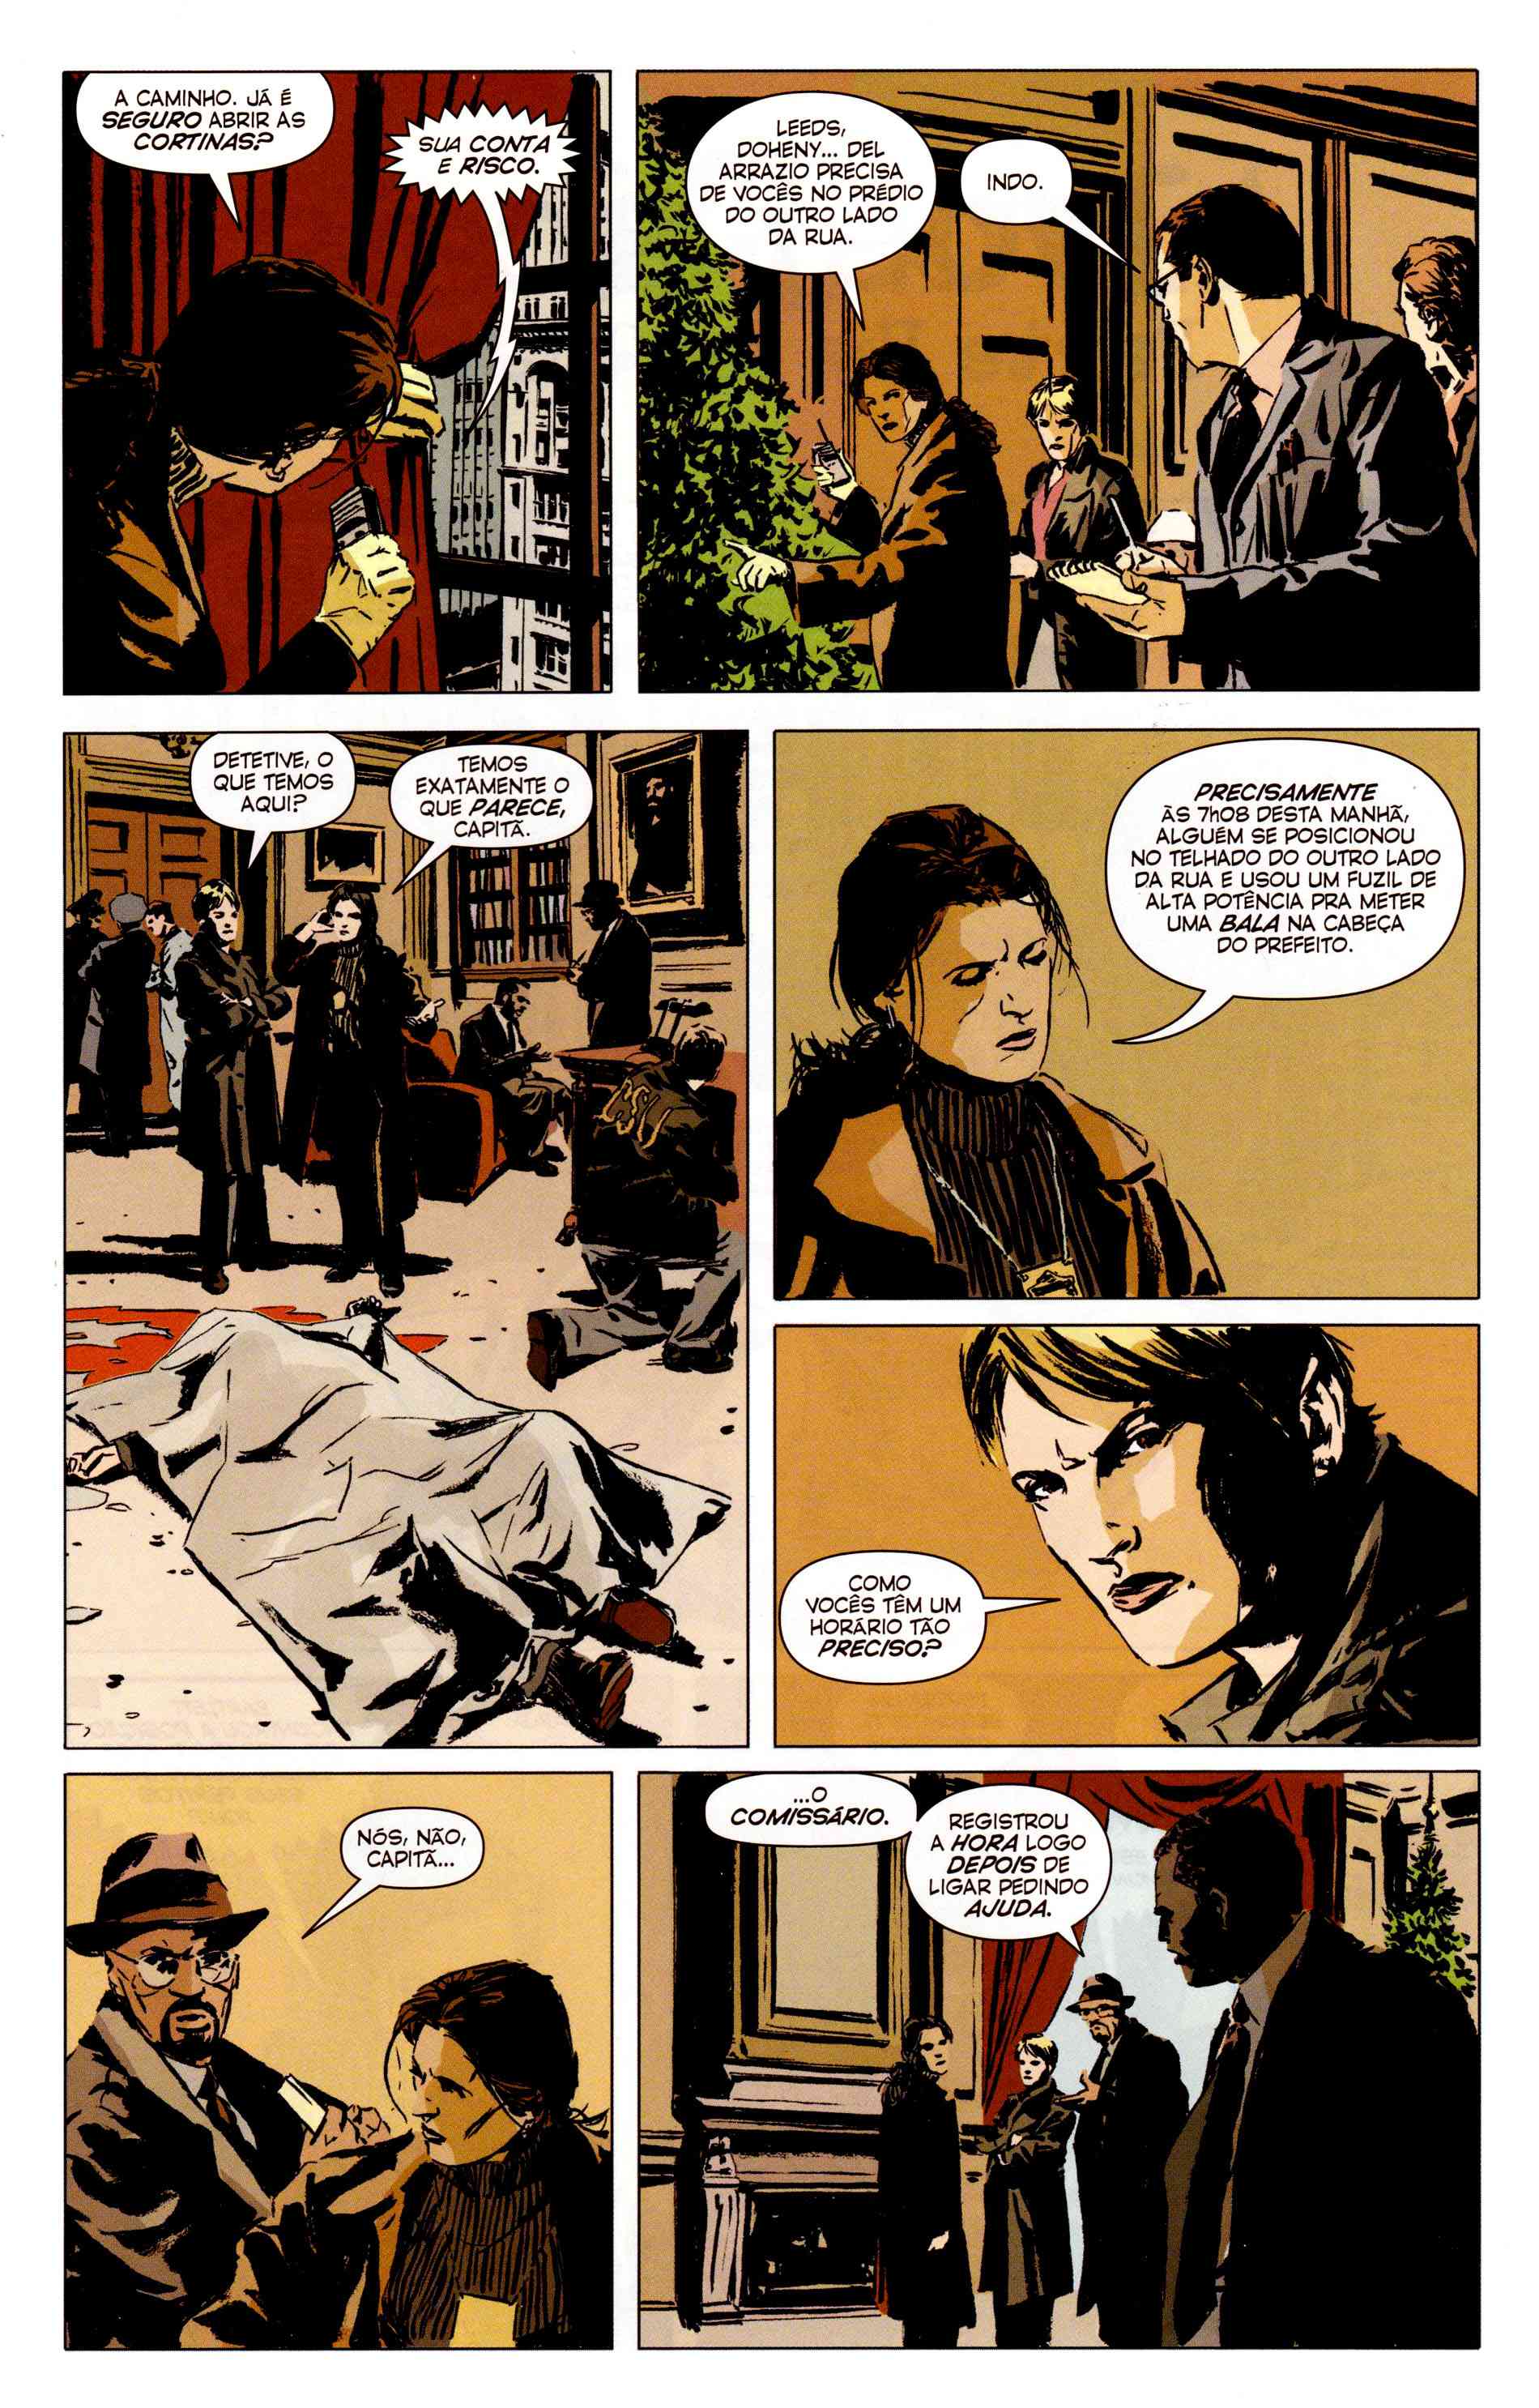 A CAMINHO. JÁ É
SEGURO ABRIR AS
CORTINAS?
SUA CONTA
E RISCO.
LEEDS,
DOHENY... DEL
ARRAZIO PRECISA
DE VOCÊS NO PRÉDIO
DO OUTRO LADO
DA RUA.
INDO.
DETETIVE, O
QUE TEMOS
AQUI?
TEMOS
EXATAMENTE O
QUE PARECE,
CAPITÃ.
CSU
PRECISAMENTE
ÀS 7h08 DESTA MANHÃ,
ALGUÉM SE POSICIONOU
NO TELHADO DO OUTRO LADO
DA RUA E USOU UM FUZIL DE
ALTA POTÊNCIA PRA METER
UMA BALA NA CABEÇA
DO PREFEITO.
COMO
VOCÊS TÊM UM
HORÁRIO TÃO
PRECISO?
NÓS, NÃO,
CAPITÃ...
...O
COMISSÁRIO.
REGISTROU
A HORA LOGO
DEPOIS DE
LIGAR PEDINDO
AJUDA.